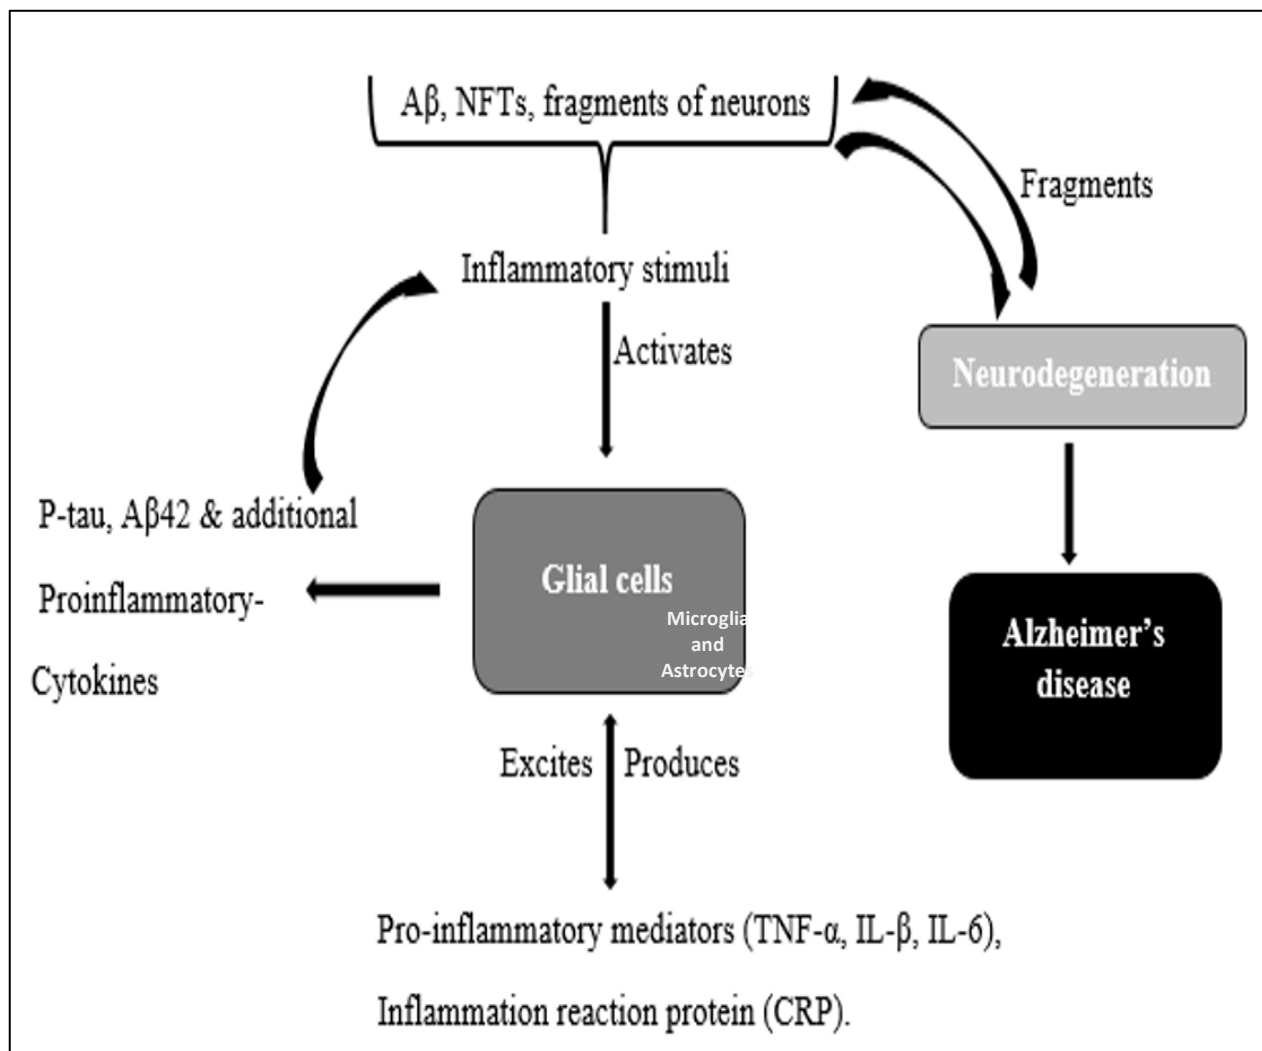 Aβ, NFTs, fragments of neurons
Fragments
Inflammatory stimuli
Activates
Neurodegeneration
P-tau, Aβ42 & additional
Proinflammatory-
Cytokines
Glial cells
Microglia
and
Astrocytes
Alzheimer’s
disease
Excites
Produces
Pro-inflammatory mediators (TNF-α, IL-β, IL-6),
Inflammation reaction protein (CRP).